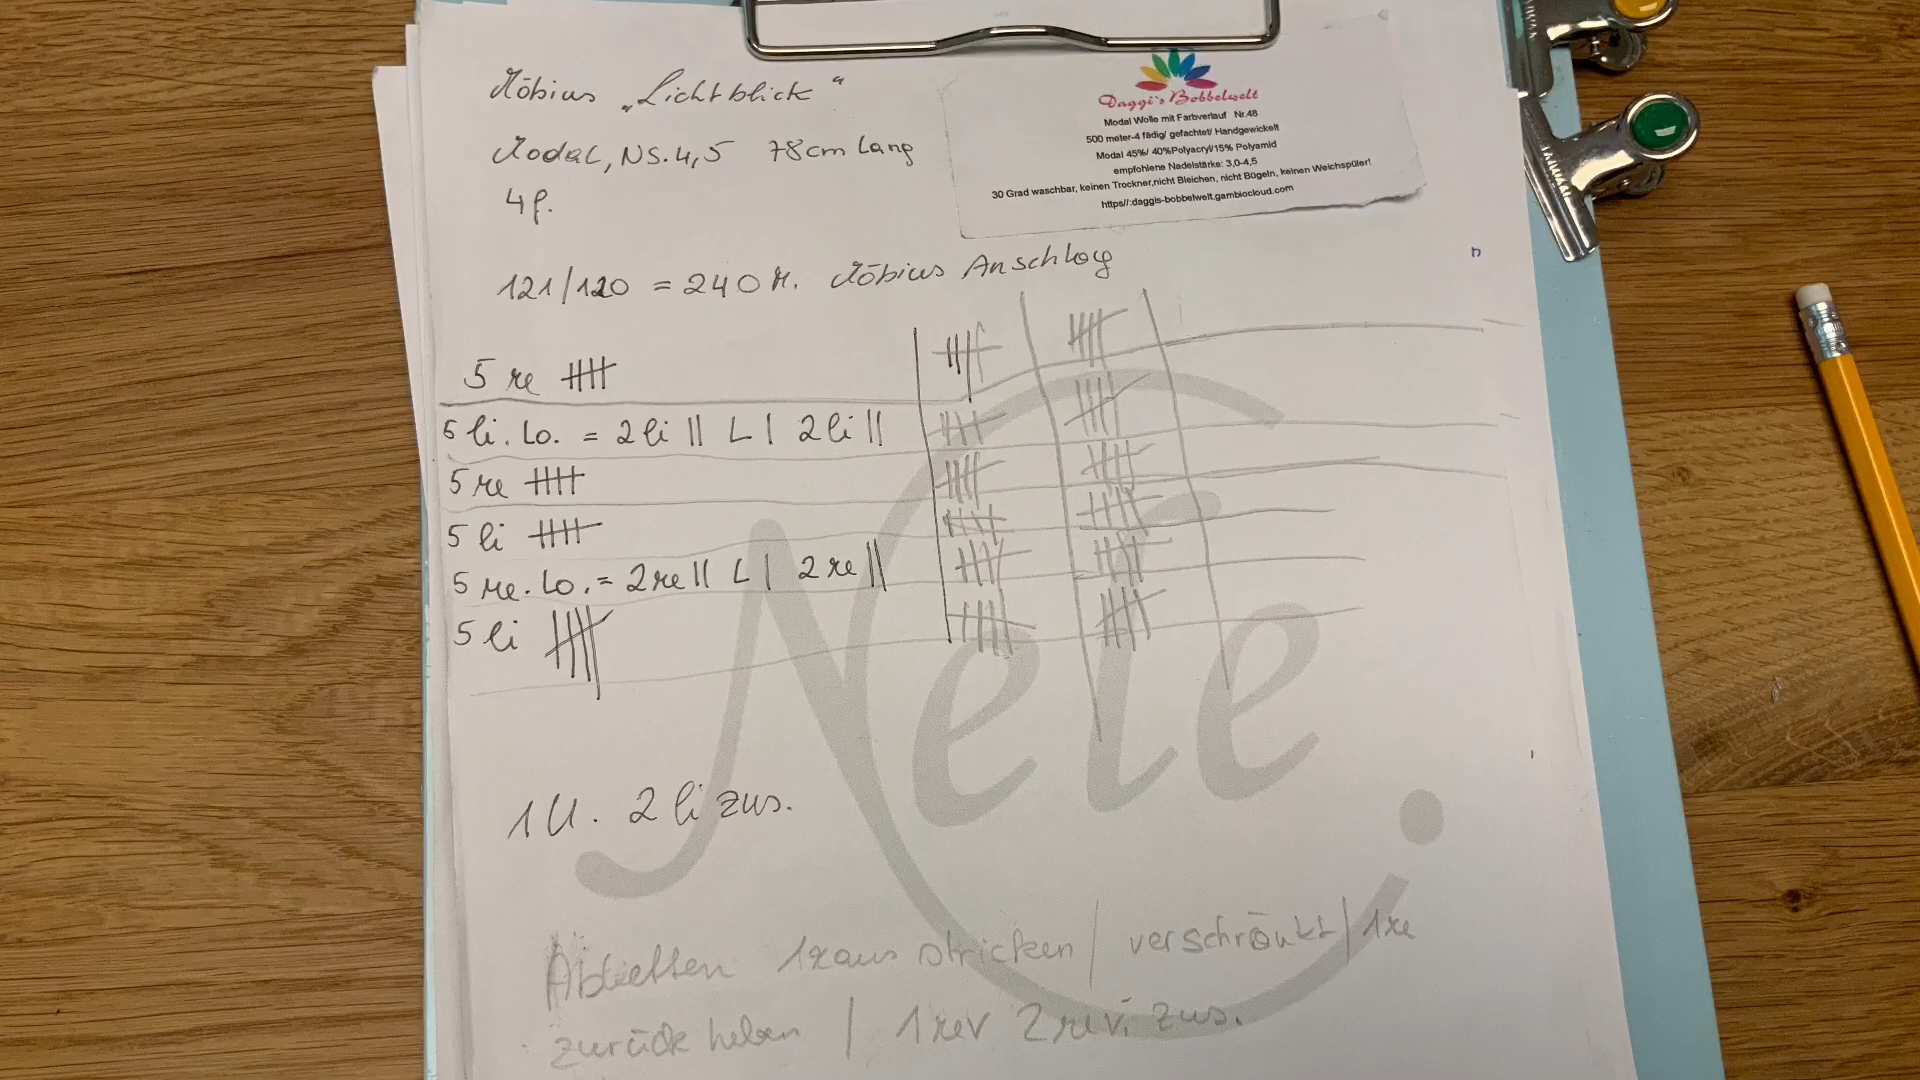 Möbius „Lichtblick“
Modal, NS. 4,5 78cm lang
4f.
Daggi's Bobbelwelt
Modal Wolle mit Farbverlauf Nr.48
500 meter-4 fädig/ gefachtet/ Handgewickelt
Modal 45%/ 40%Polyacryl/15% Polyamid
empfohlene Nadelstärke: 3,0-4,5
30 Grad waschbar, keinen Trockner,nicht Bleichen, nicht Bügeln, keinen Weichspüler!
https//:daggis-bobbelwelt.gambiocloud.com
121/120 = 240 M. Möbius Anschlag
5 re
5 li. Lo. = 2 li || L | 2 li ||
5 re
5 li
5 re. Lo. = 2 re || L | 2 re ||
5 li
Nele
1 U. 2 li zus.
Abketten 1x aus stricken / verschränkt / 1re
zurück heben / 1 rev 2 rev. zus.